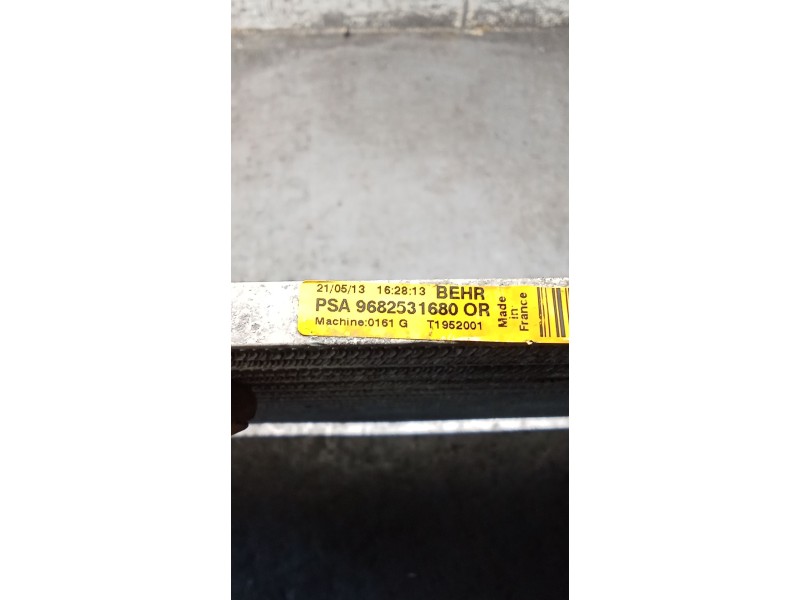 21/05/13 16:28:13 BEHR
PSA 9682531680 OR
Machine:0161 G T1952001
Made
in
France